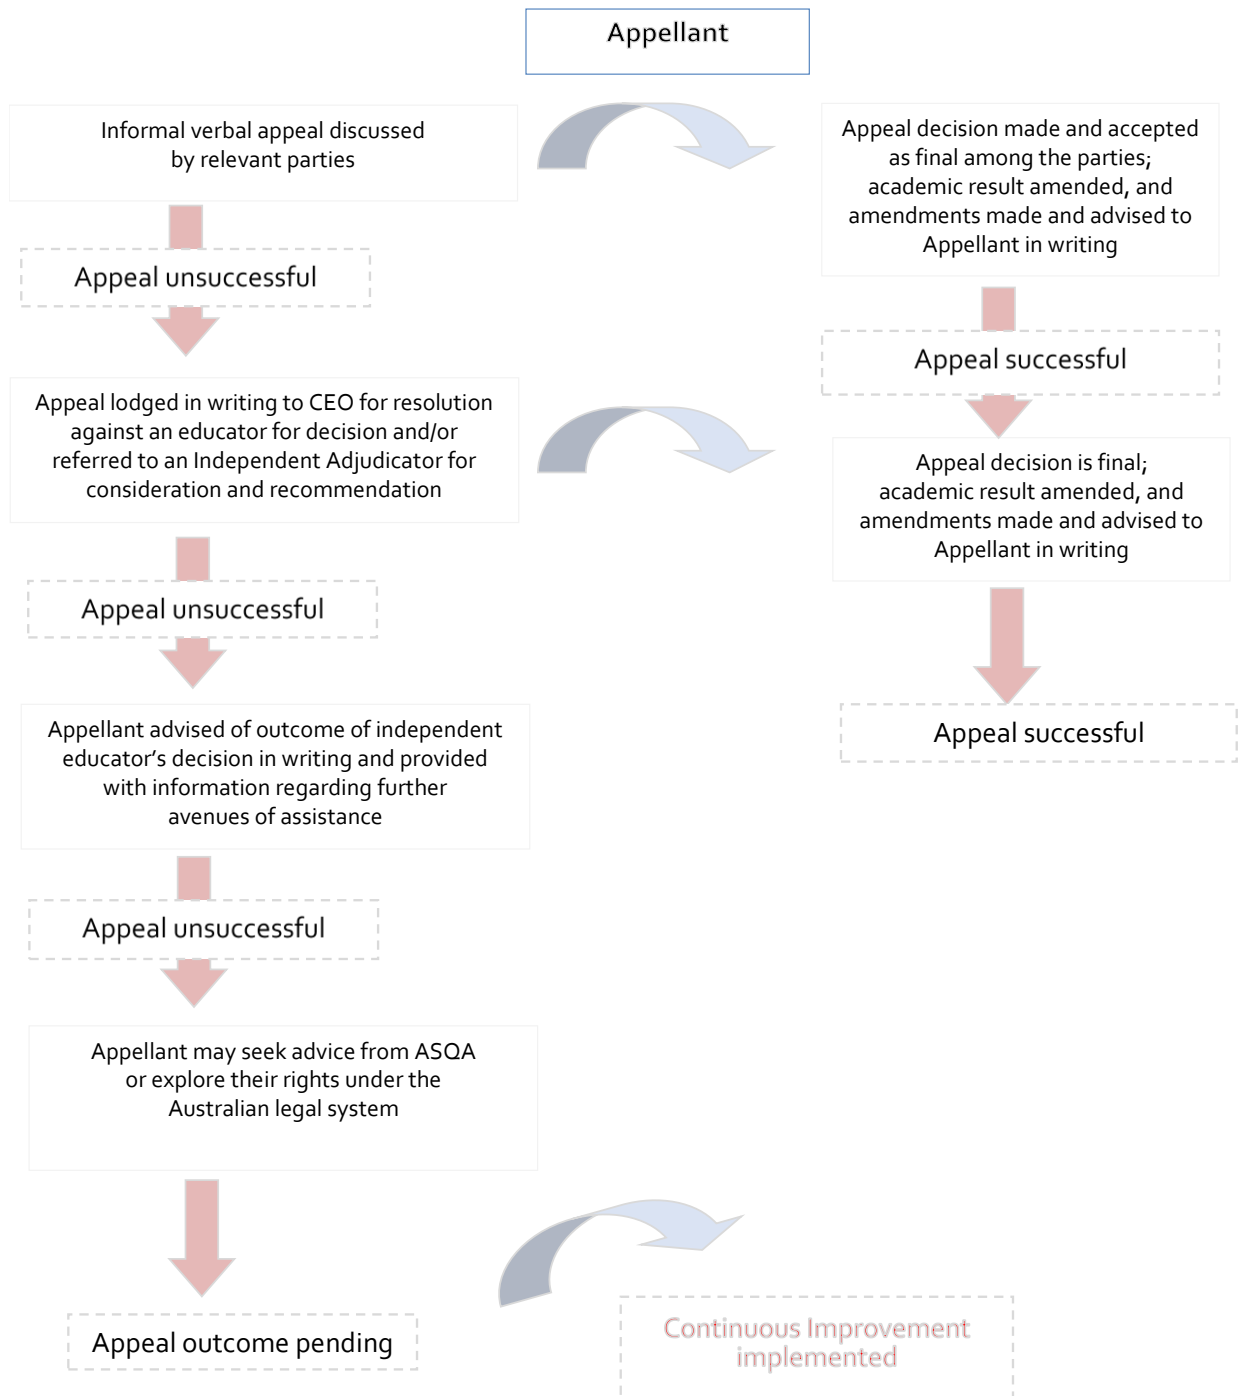 Appellant
Informal verbal appeal discussed
by relevant parties
Appeal unsuccessful
Appeal lodged in writing to CEO for resolution
against an educator for decision and/or
referred to an Independent Adjudicator for
consideration and recommendation
Appeal unsuccessful
Appellant advised of outcome of independent
educator’s decision in writing and provided
with information regarding further
avenues of assistance
Appeal unsuccessful
Appellant may seek advice from ASQA
or explore their rights under the
Australian legal system
Appeal outcome pending
Appeal decision made and accepted
as final among the parties;
academic result amended, and
amendments made and advised to
Appellant in writing
Appeal successful
Appeal decision is final;
academic result amended, and
amendments made and advised to
Appellant in writing
Appeal successful
Continuous Improvement
implemented